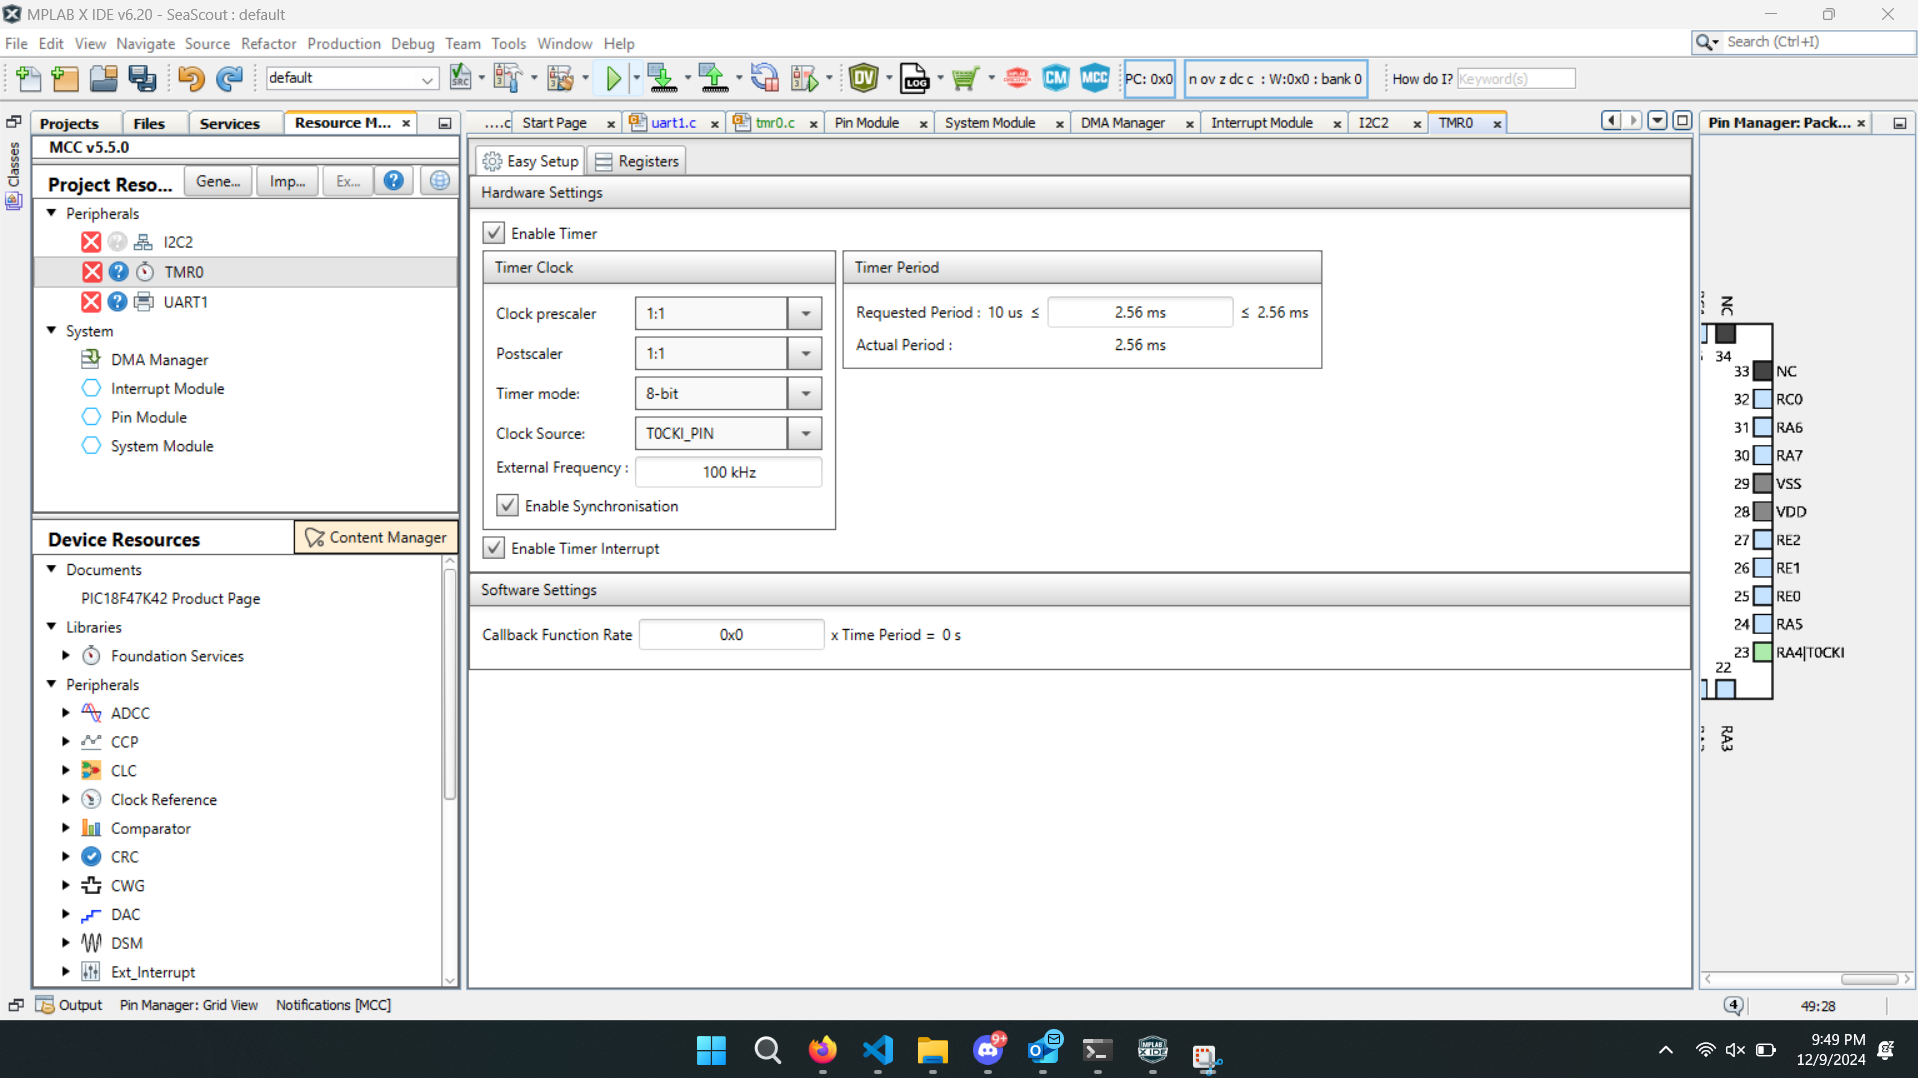 MPLAB X IDE v6.20 - SeaScout : default
File Edit View Navigate Source Refactor Production Debug Team Tools Window Help
Search (Ctrl+I)
default
SRC
DV
LOG
CM
MCC
PC: 0x0
n ov z dc c : W:0x0 : bank 0
How do I? Keyword(s)
Classes
Projects
Files
Services
Resource M...
....c
Start Page
uart1.c
tmr0.c
Pin Module
System Module
DMA Manager
Interrupt Module
I2C2
TMR0
Pin Manager: Pack...
MCC v5.5.0
Project Reso...
Gene...
Imp...
Ex...
Peripherals
I2C2
TMR0
UART1
System
DMA Manager
Interrupt Module
Pin Module
System Module
Device Resources
Content Manager
Documents
PIC18F47K42 Product Page
Libraries
Foundation Services
Peripherals
ADCC
CCP
CLC
Clock Reference
Comparator
CRC
CWG
DAC
DSM
Ext_Interrupt
Easy Setup
Registers
Hardware Settings
Enable Timer
Timer Clock
Clock prescaler 1:1
Postscaler 1:1
Timer mode: 8-bit
Clock Source: T0CKI_PIN
External Frequency : 100 kHz
Enable Synchronisation
Enable Timer Interrupt
Timer Period
Requested Period : 10 us ≤ 2.56 ms ≤ 2.56 ms
Actual Period : 2.56 ms
Software Settings
Callback Function Rate 0x0 x Time Period = 0 s
NC
34
33 NC
32 RC0
31 RA6
30 RA7
29 VSS
28 VDD
27 RE2
26 RE1
25 RE0
24 RA5
23 RA4|T0CKI
22
RA3
Output
Pin Manager: Grid View
Notifications [MCC]
4
49:28
9+
MPLAB
X IDE
9:49 PM
12/9/2024